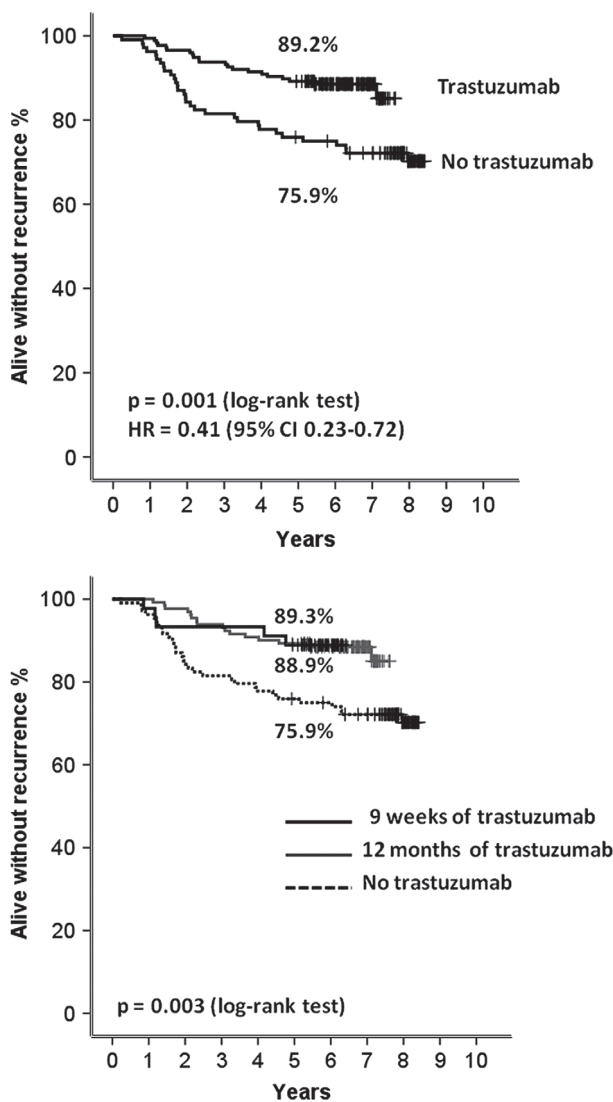 Alive without recurrence %
100
80
60
40
20
0
89.2%
Trastuzumab
No trastuzumab
75.9%
p = 0.001 (log-rank test)
HR = 0.41 (95% CI 0.23-0.72)
0 1 2 3 4 5 6 7 8 9 10
Years
Alive without recurrence %
100
80
60
40
20
0
89.3%
88.9%
75.9%
9 weeks of trastuzumab
12 months of trastuzumab
No trastuzumab
p = 0.003 (log-rank test)
0 1 2 3 4 5 6 7 8 9 10
Years